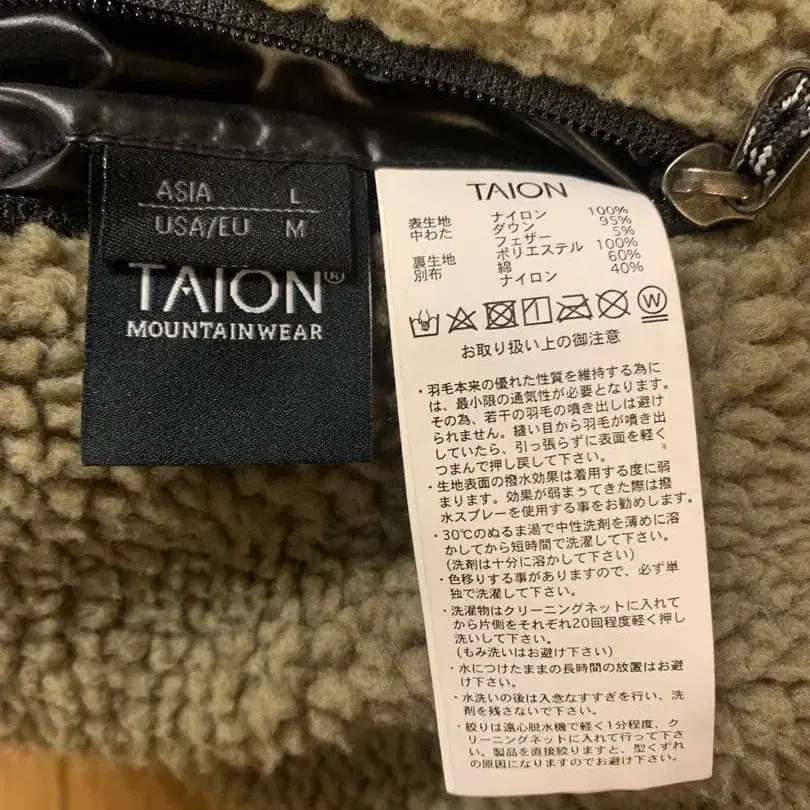 ASIA L
USA/EU M
TAION®
MOUNTAINWEAR
TAION
表生地 ナイロン 100%
中わた ダウン 95%
フェザー 5%
裏生地 ポリエステル 100%
別布 綿 60%
ナイロン 40%
W
お取り扱い上の御注意
・羽毛本来の優れた性質を維持する為に
は、最小限の通気性が必要となります。
その為、若干の羽毛の噴き出しは避け
られません。縫い目から羽毛が噴き出
していたら、引っ張らずに表面を軽く
つまんで押し戻して下さい。
・生地表面の撥水効果は着用する度に弱
まります。効果が弱まってきた際は撥
水スプレーを使用する事をお勧めします。
・30℃のぬるま湯で中性洗剤を薄めに溶
かしてから短時間で洗濯して下さい。
(洗剤は十分に溶かして下さい)
・色移りする事がありますので、必ず単
独で洗濯して下さい。
・洗濯物はクリーニングネットに入れて
から片側をそれぞれ20回程度軽く押し
洗いして下さい。
(もみ洗いはお避け下さい)
・水につけたままの長時間の放置はお避
け下さい。
・水洗いの後は入念なすすぎを行い、洗
剤を残さないで下さい。
・絞りは遠心脱水機で軽く1分程度、ク
リーニングネットに入れて行って下さ
い。製品を直接絞りますと、型くずれ
の原因になりますのでお避け下さい。